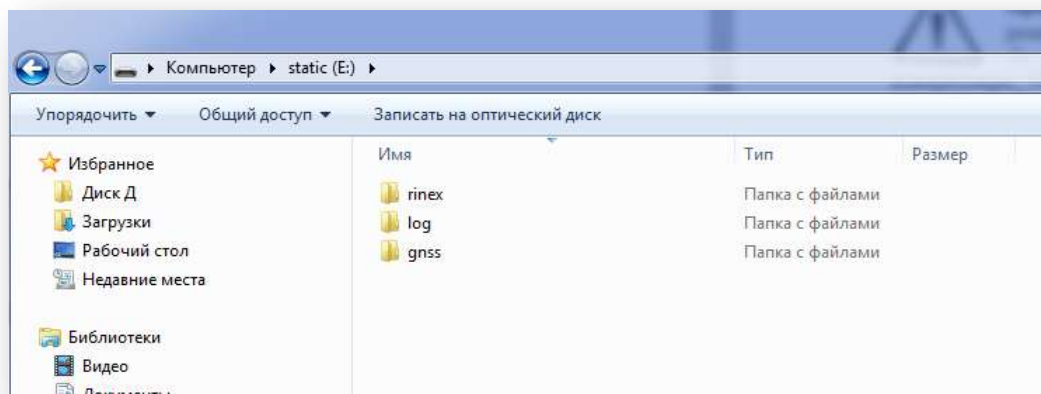 Компьютер ▸ static (E:) ▸
Упорядочить ▾ Общий доступ ▾ Записать на оптический диск
Имя Тип Размер
Избранное
Диск Д
Загрузки
Рабочий стол
Недавние места
Библиотеки
Видео
rinex Папка с файлами
log Папка с файлами
gnss Папка с файлами